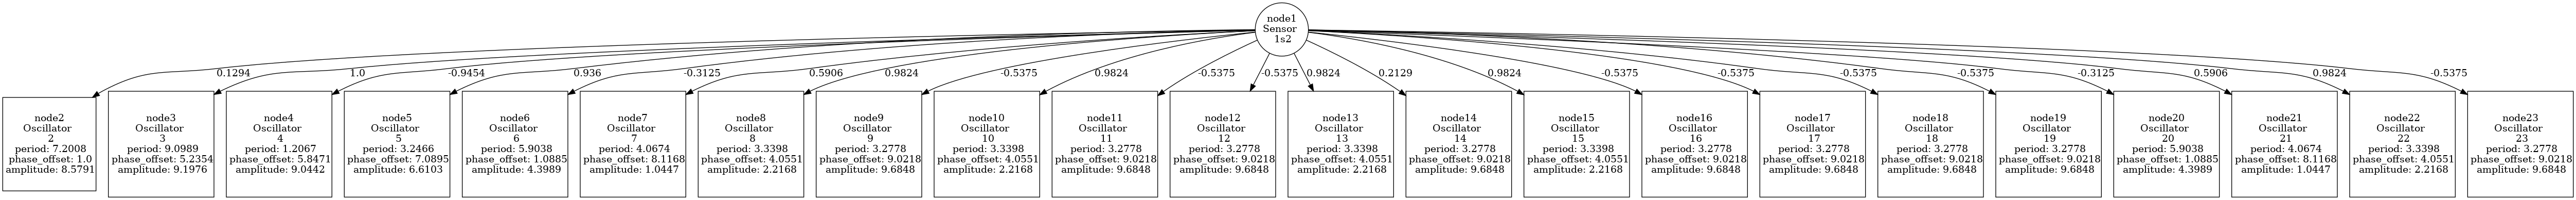 node1
Sensor
1s2
0.1294
1.0
-0.9454
0.936
-0.3125
0.5906
0.9824
-0.5375
0.9824
-0.5375
-0.5375
0.9824
0.2129
0.9824
-0.5375
-0.5375
-0.5375
-0.5375
-0.3125
0.5906
0.9824
-0.5375
node2
Oscillator
2
period: 7.2008
phase_offset: 1.0
amplitude: 8.5791
node3
Oscillator
3
period: 9.0989
phase_offset: 5.2354
amplitude: 9.1976
node4
Oscillator
4
period: 1.2067
phase_offset: 5.8471
amplitude: 9.0442
node5
Oscillator
5
period: 3.2466
phase_offset: 7.0895
amplitude: 6.6103
node6
Oscillator
6
period: 5.9038
phase_offset: 1.0885
amplitude: 4.3989
node7
Oscillator
7
period: 4.0674
phase_offset: 8.1168
amplitude: 1.0447
node8
Oscillator
8
period: 3.3398
phase_offset: 4.0551
amplitude: 2.2168
node9
Oscillator
9
period: 3.2778
phase_offset: 9.0218
amplitude: 9.6848
node10
Oscillator
10
period: 3.3398
phase_offset: 4.0551
amplitude: 2.2168
node11
Oscillator
11
period: 3.2778
phase_offset: 9.0218
amplitude: 9.6848
node12
Oscillator
12
period: 3.2778
phase_offset: 9.0218
amplitude: 9.6848
node13
Oscillator
13
period: 3.3398
phase_offset: 4.0551
amplitude: 2.2168
node14
Oscillator
14
period: 3.2778
phase_offset: 9.0218
amplitude: 9.6848
node15
Oscillator
15
period: 3.3398
phase_offset: 4.0551
amplitude: 2.2168
node16
Oscillator
16
period: 3.2778
phase_offset: 9.0218
amplitude: 9.6848
node17
Oscillator
17
period: 3.2778
phase_offset: 9.0218
amplitude: 9.6848
node18
Oscillator
18
period: 3.2778
phase_offset: 9.0218
amplitude: 9.6848
node19
Oscillator
19
period: 3.2778
phase_offset: 9.0218
amplitude: 9.6848
node20
Oscillator
20
period: 5.9038
phase_offset: 1.0885
amplitude: 4.3989
node21
Oscillator
21
period: 4.0674
phase_offset: 8.1168
amplitude: 1.0447
node22
Oscillator
22
period: 3.3398
phase_offset: 4.0551
amplitude: 2.2168
node23
Oscillator
23
period: 3.2778
phase_offset: 9.0218
amplitude: 9.6848